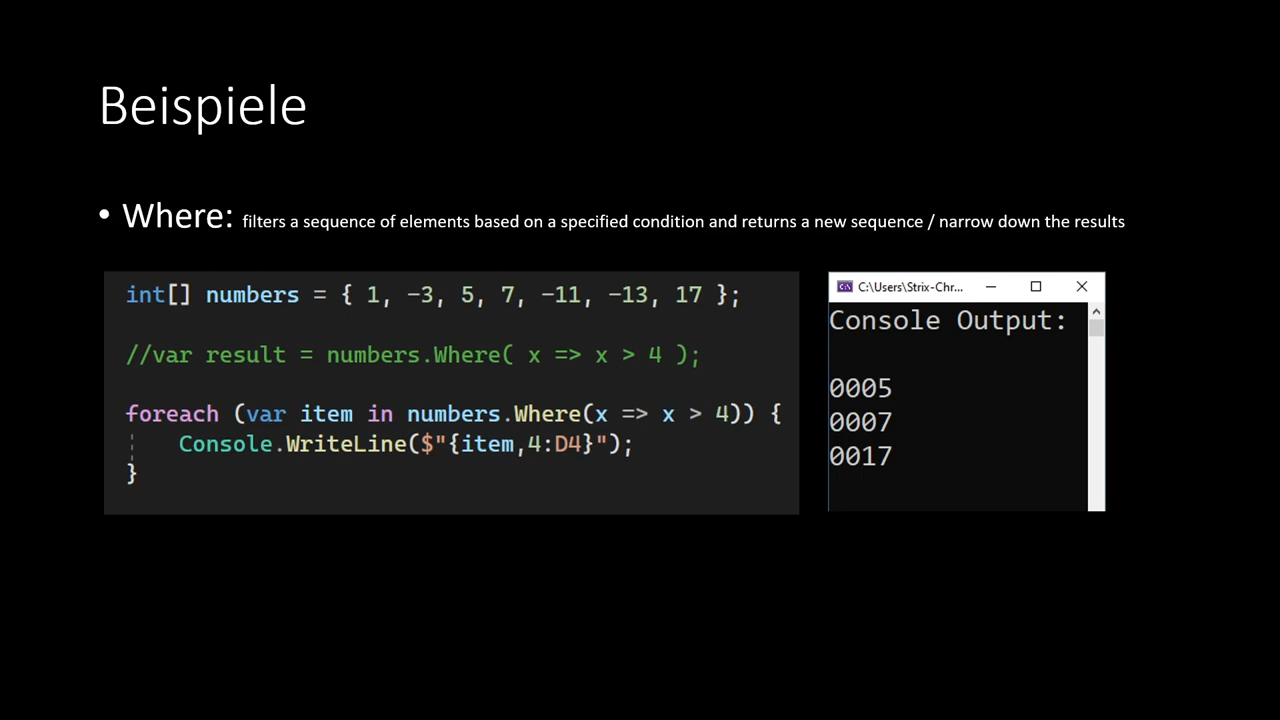 Beispiele
• Where: filters a sequence of elements based on a specified condition and returns a new sequence / narrow down the results
int[] numbers = { 1, -3, 5, 7, -11, -13, 17 };
//var result = numbers.Where( x => x > 4 );
foreach (var item in numbers.Where(x => x > 4)) {
Console.WriteLine($"{item,4:D4}");
}
C:\Users\Strix-Chr...
Console Output:
0005
0007
0017